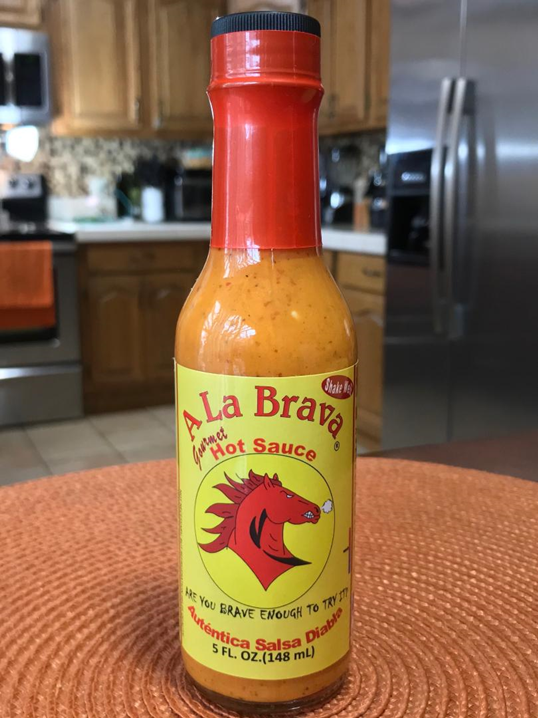 Shake Well
A La Brava
®
Gourmet
Hot Sauce
ARE YOU BRAVE ENOUGH TO TRY IT?
Auténtica Salsa Diabla
5 FL. OZ.(148 mL)